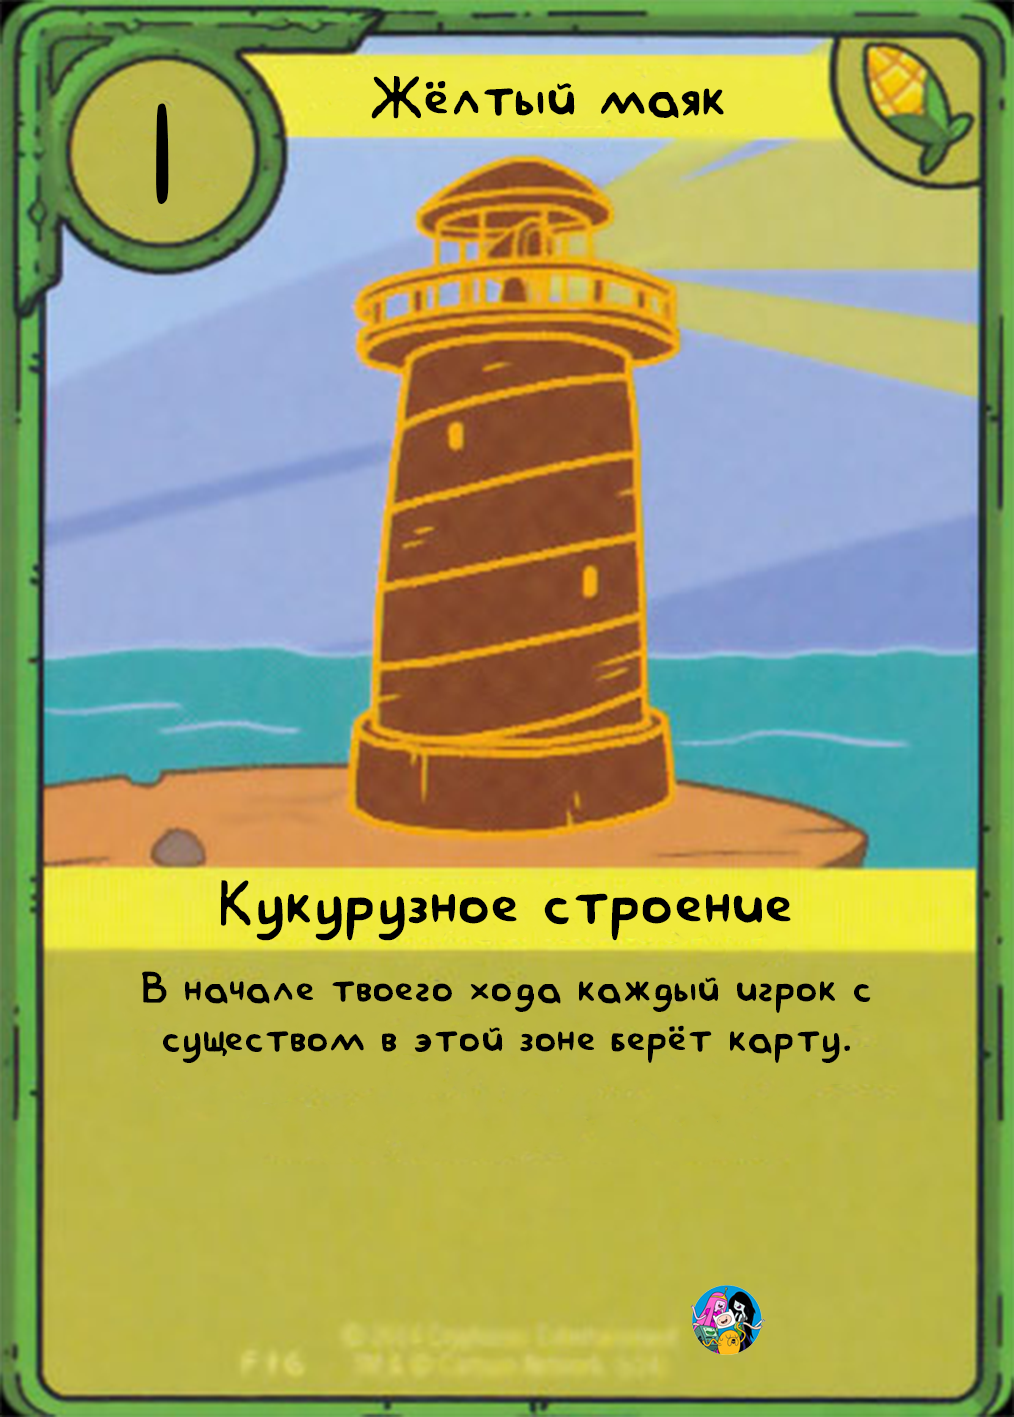 1
Жёлтый маяк
Кукурузное строение
В начале твоего хода каждый игрок с
существом в этой зоне берёт карту.